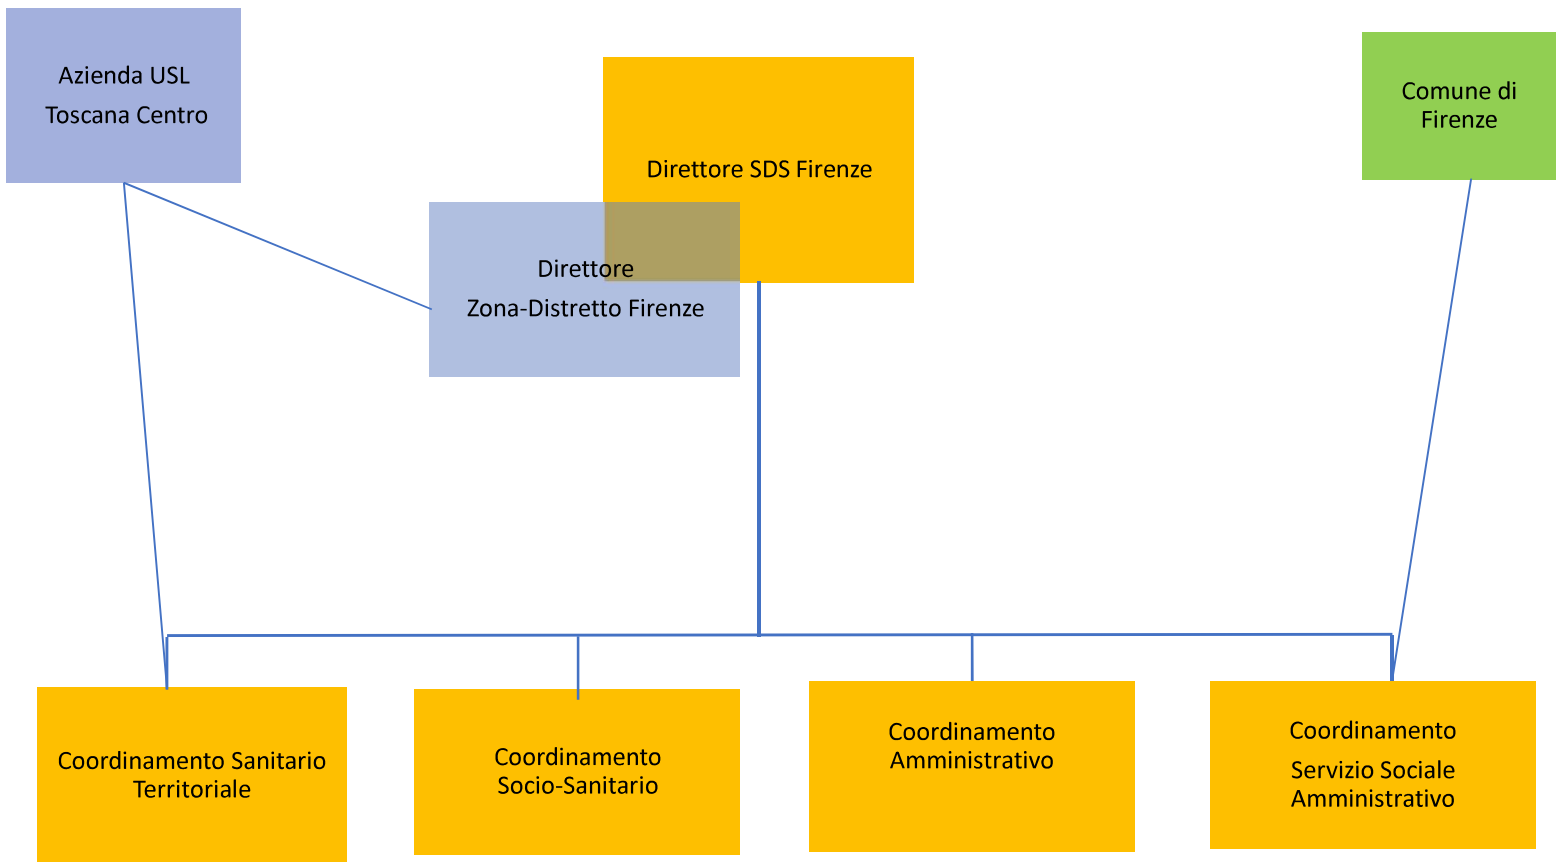 Azienda USL
Toscana Centro
Direttore SDS Firenze
Comune di
Firenze
Direttore
Zona-Distretto Firenze
Coordinamento Sanitario
Territoriale
Coordinamento
Socio-Sanitario
Coordinamento
Amministrativo
Coordinamento
Servizio Sociale
Amministrativo